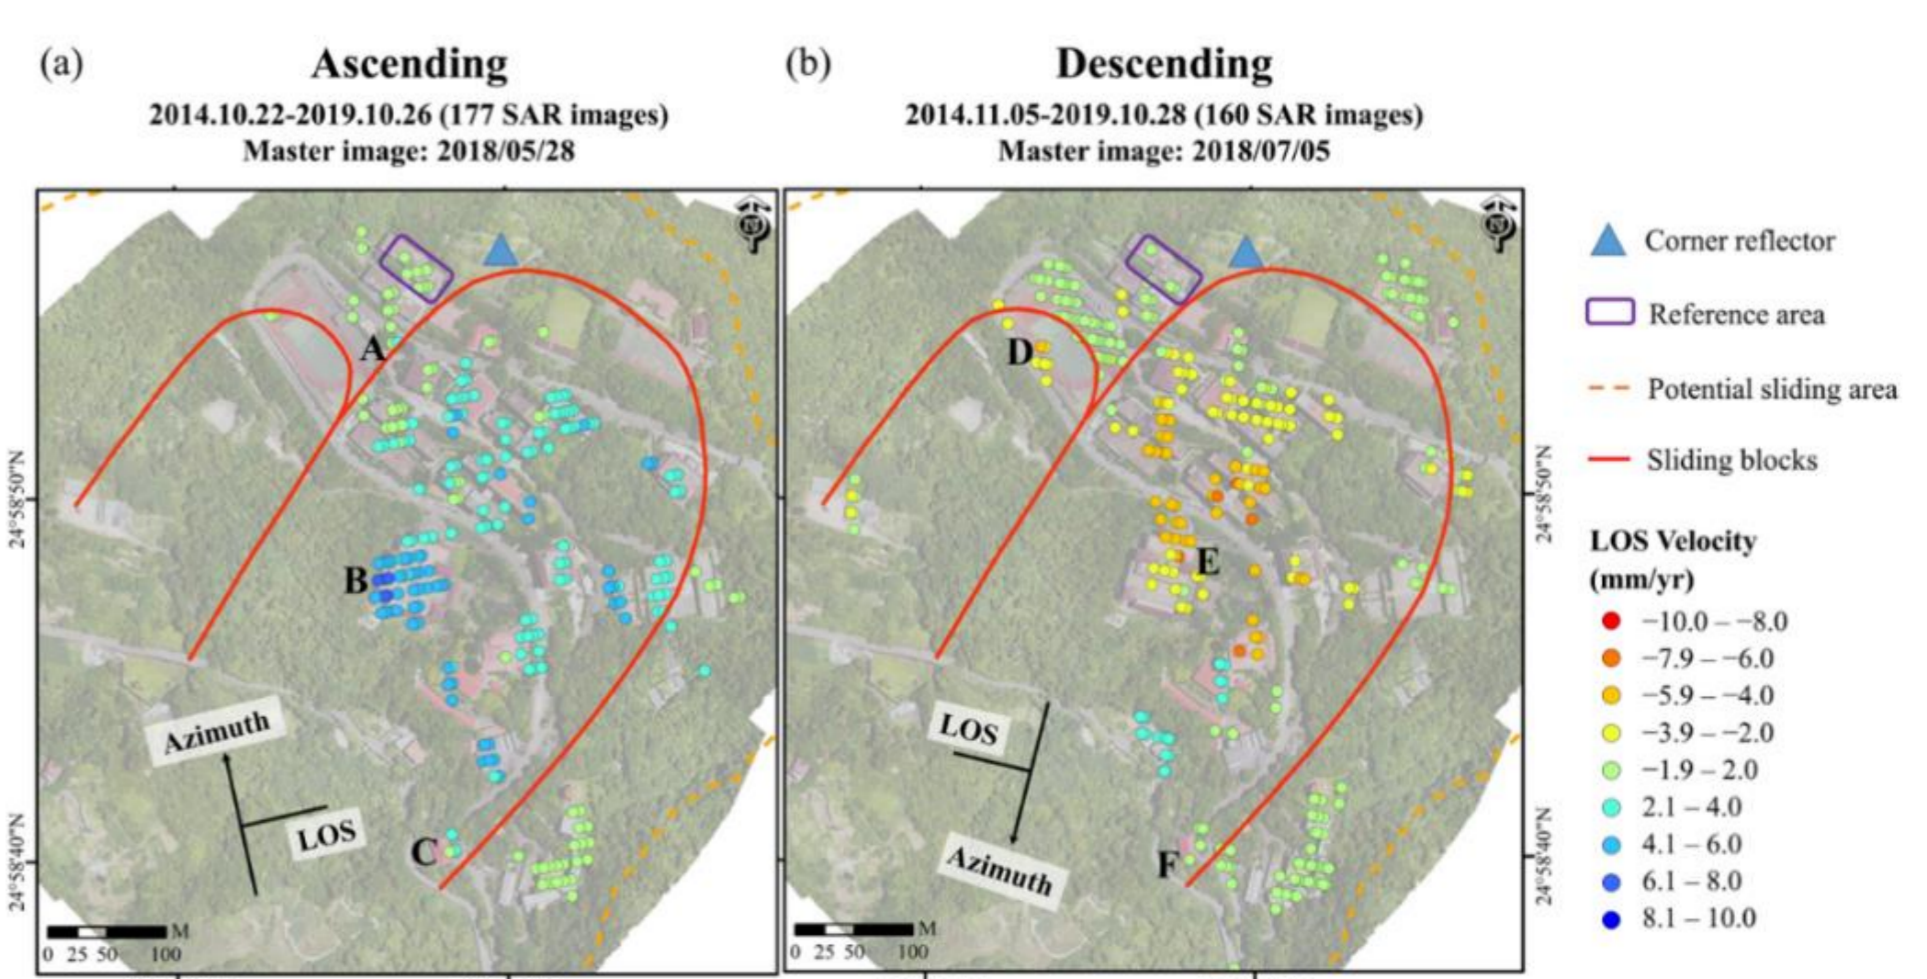 (a)
Ascending
2014.10.22-2019.10.26 (177 SAR images)
Master image: 2018/05/28
(b)
Descending
2014.11.05-2019.10.28 (160 SAR images)
Master image: 2018/07/05
N
A
B
C
Azimuth
LOS
M
0 25 50 100
24°58'50"N
24°58'40"N
N
D
E
F
LOS
Azimuth
M
0 25 50 100
24°58'50"N
24°58'40"N
Corner reflector
Reference area
Potential sliding area
Sliding blocks
LOS Velocity
(mm/yr)
−10.0 – −8.0
−7.9 – −6.0
−5.9 – −4.0
−3.9 – −2.0
−1.9 – 2.0
2.1 – 4.0
4.1 – 6.0
6.1 – 8.0
8.1 – 10.0